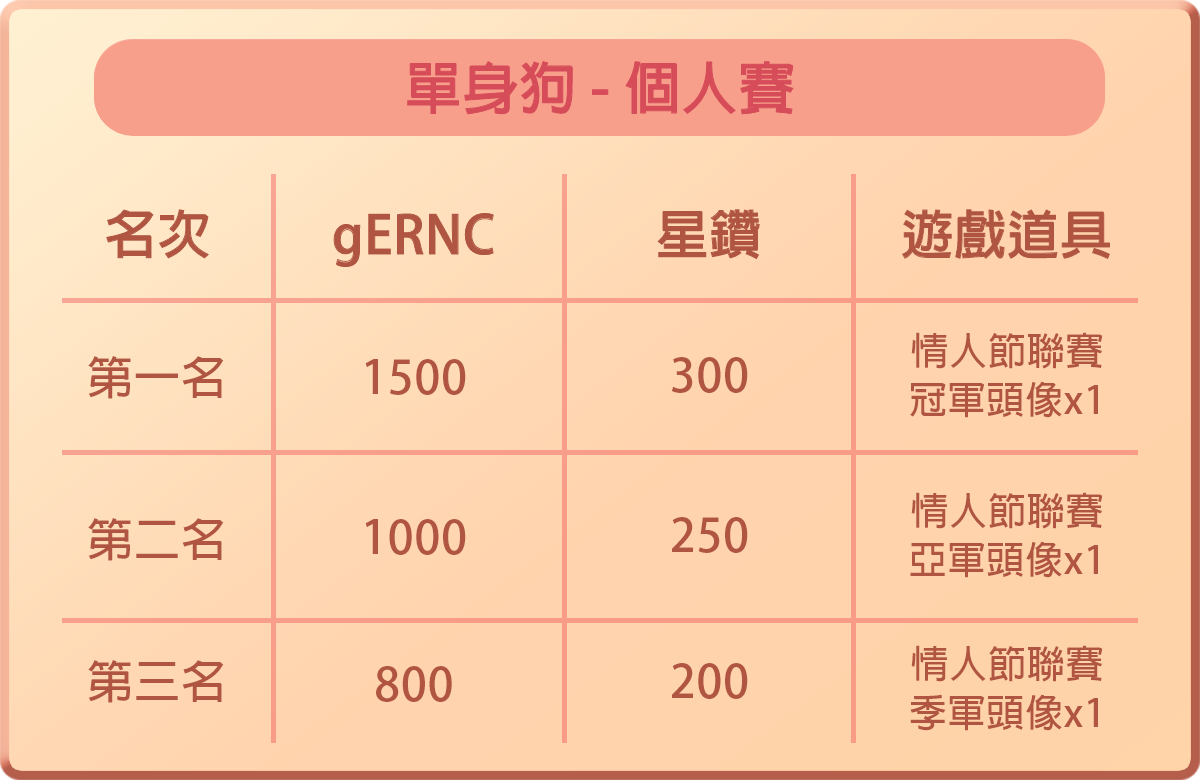 單身狗 - 個人賽
名次 gERNC 星鑽 遊戲道具
第一名 1500 300 情人節聯賽
冠軍頭像x1
第二名 1000 250 情人節聯賽
亞軍頭像x1
第三名 800 200 情人節聯賽
季軍頭像x1